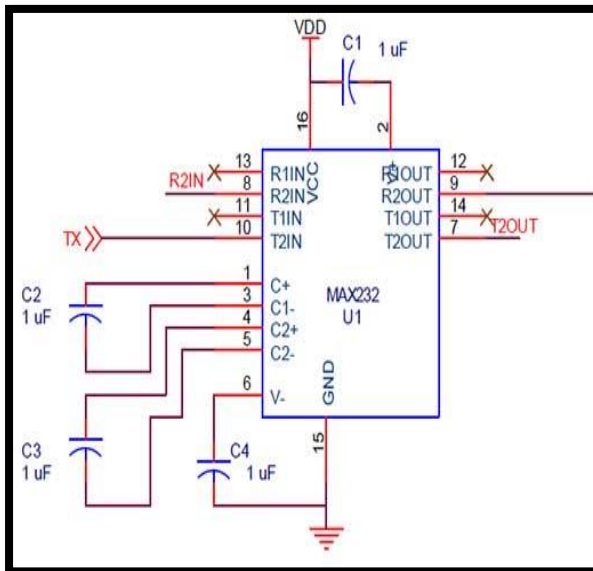 VDD
C1
1 uF
16
2
13
R1IN
VCC
V+
R1OUT
12
R2IN
8
R2IN
R2OUT
9
11
T1IN
T1OUT
14
TX
10
T2IN
T2OUT
7
T2OUT
1
C+
C2
1 uF
3
C1-
MAX232
U1
4
C2+
5
C2-
6
V-
GND
15
C3
1 uF
C4
1 uF